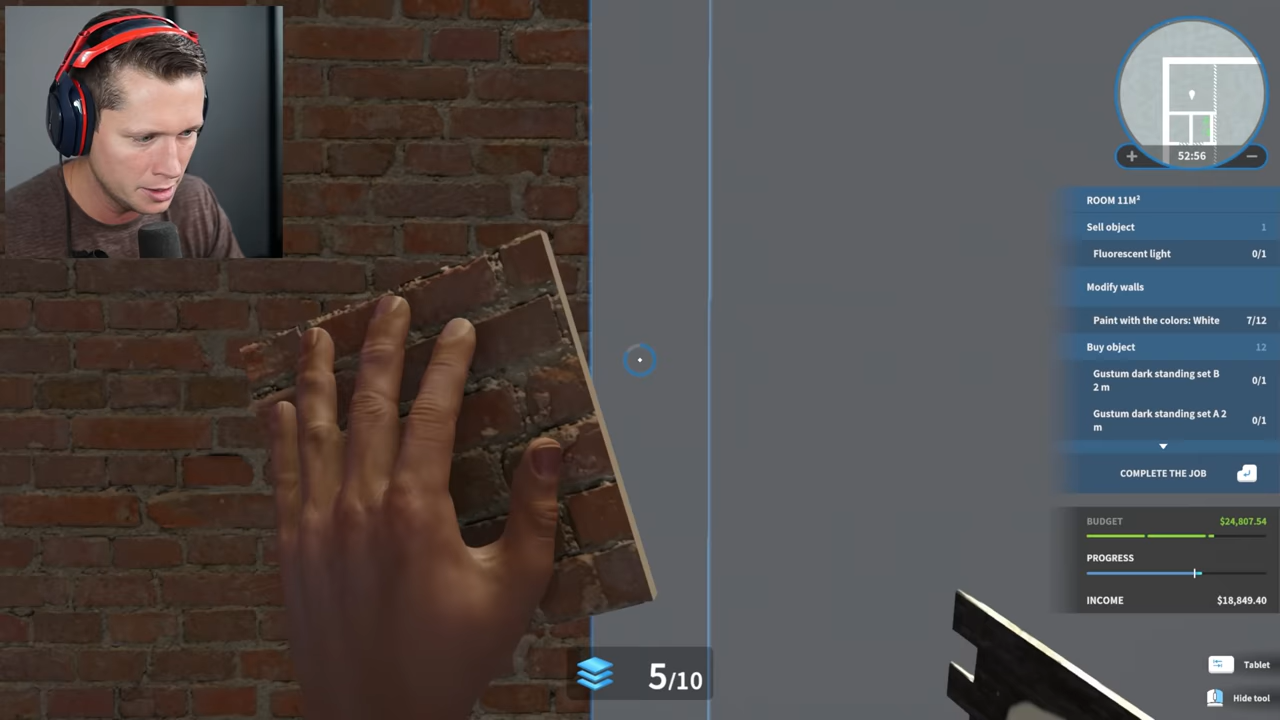 52:56
ROOM 11M²
Sell object 1
Fluorescent light 0/1
Modify walls
Paint with the colors: White 7/12
Buy object 12
Gustum dark standing set B 2 m 0/1
Gustum dark standing set A 2 m 0/1
COMPLETE THE JOB
BUDGET $24,807.54
PROGRESS
INCOME $18,849.40
5/10
Tablet
Hide tool